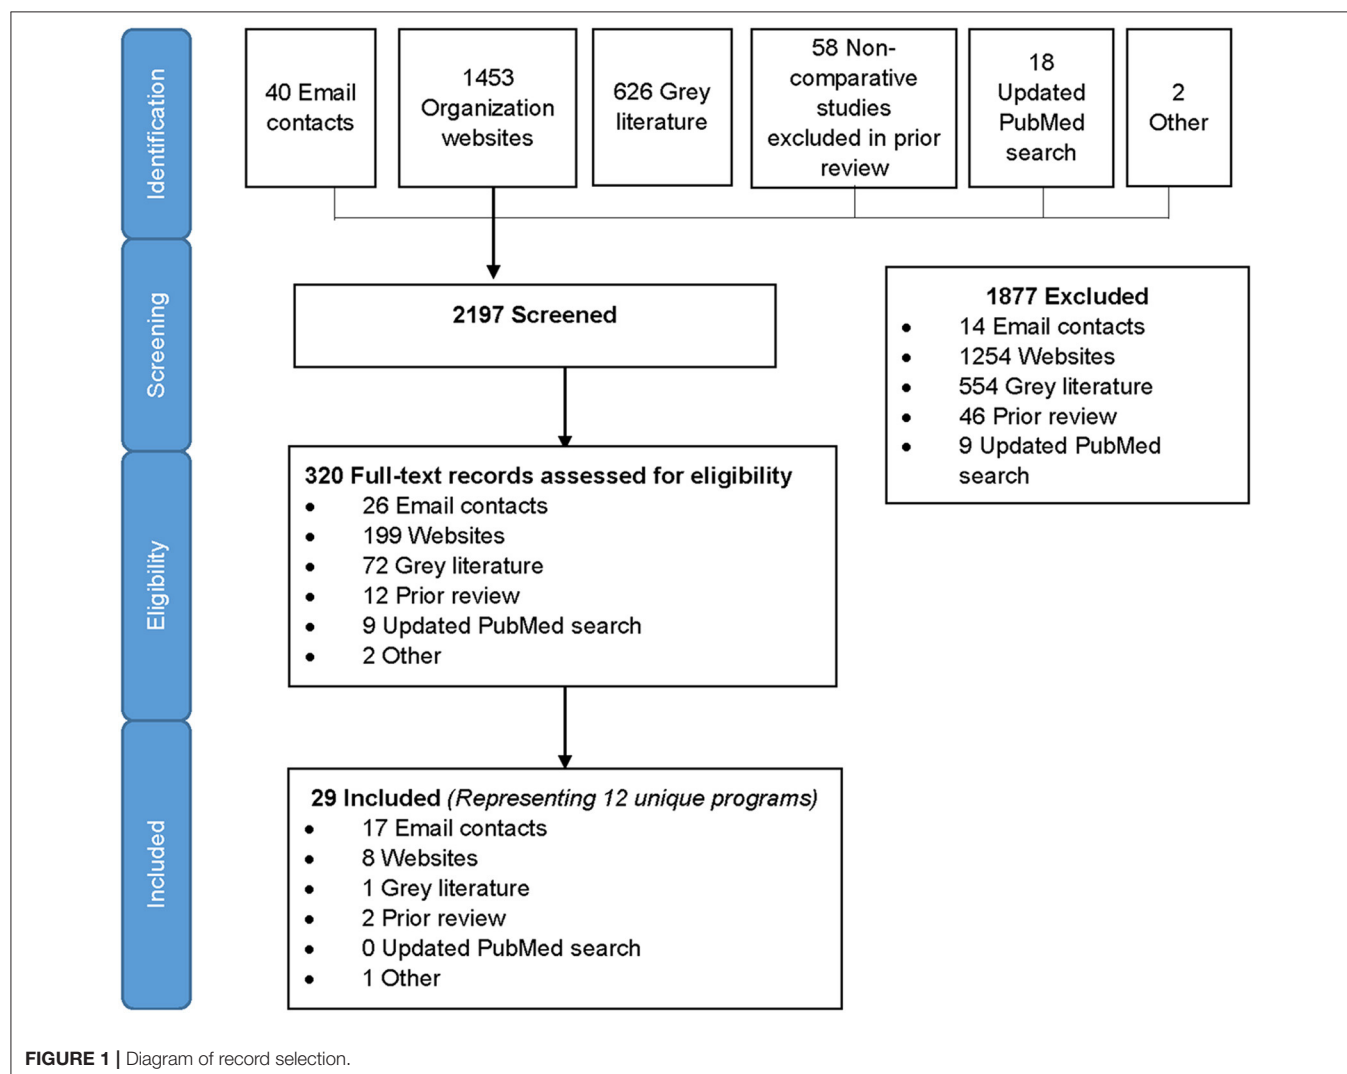 Identification
40 Email
contacts
1453
Organization
websites
626 Grey
literature
58 Non-
comparative
studies
excluded in prior
review
18
Updated
PubMed
search
2
Other
Screening
2197 Screened
1877 Excluded
• 14 Email contacts
• 1254 Websites
• 554 Grey literature
• 46 Prior review
• 9 Updated PubMed
search
Eligibility
320 Full-text records assessed for eligibility
• 26 Email contacts
• 199 Websites
• 72 Grey literature
• 12 Prior review
• 9 Updated PubMed search
• 2 Other
Included
29 Included (Representing 12 unique programs)
• 17 Email contacts
• 8 Websites
• 1 Grey literature
• 2 Prior review
• 0 Updated PubMed search
• 1 Other
FIGURE 1 | Diagram of record selection.